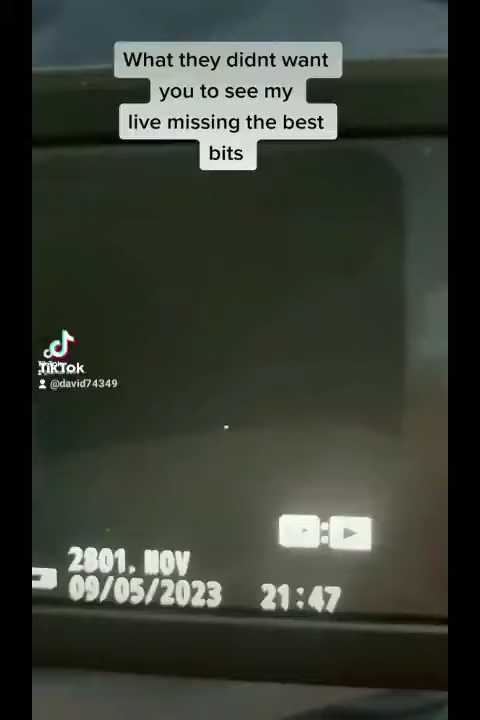 What they didnt want
you to see my
live missing the best
bits
TikTok
@david74349
2801. MOV
09/05/2023 21:47